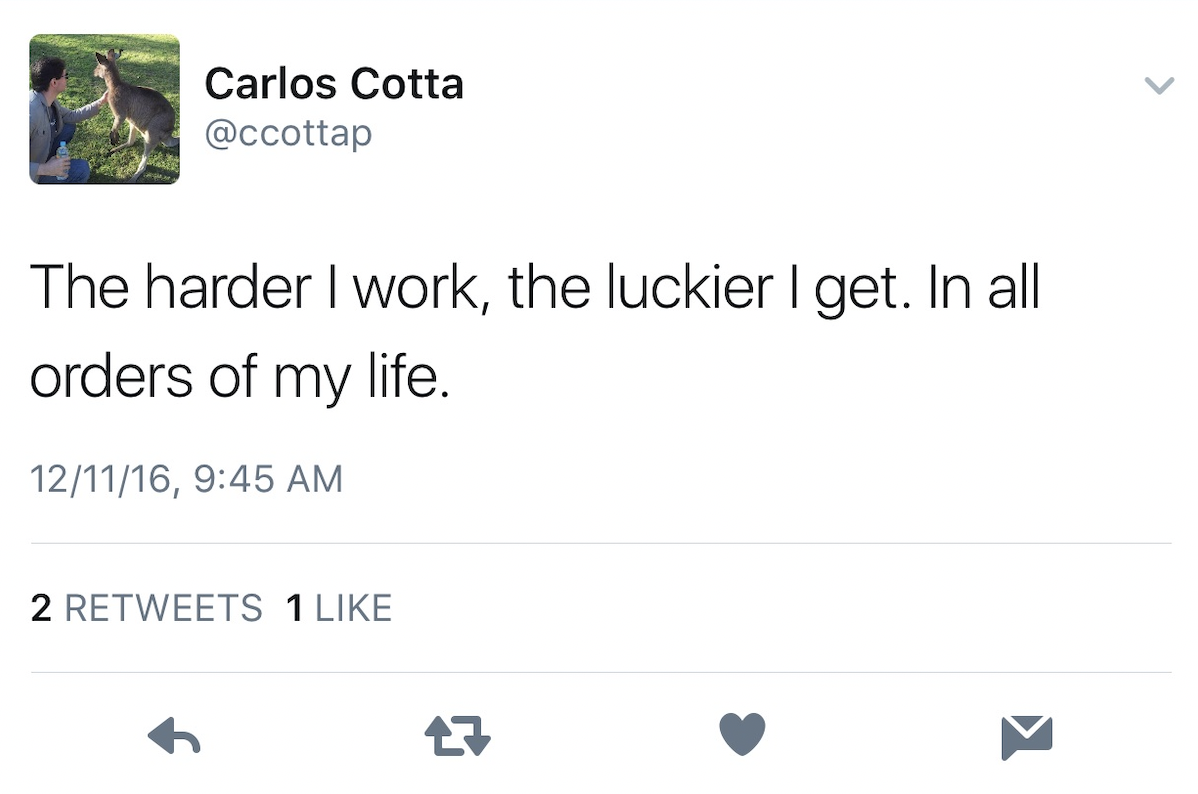 Carlos Cotta
@ccottap
The harder I work, the luckier I get. In all
orders of my life.
12/11/16, 9:45 AM
2 RETWEETS 1 LIKE